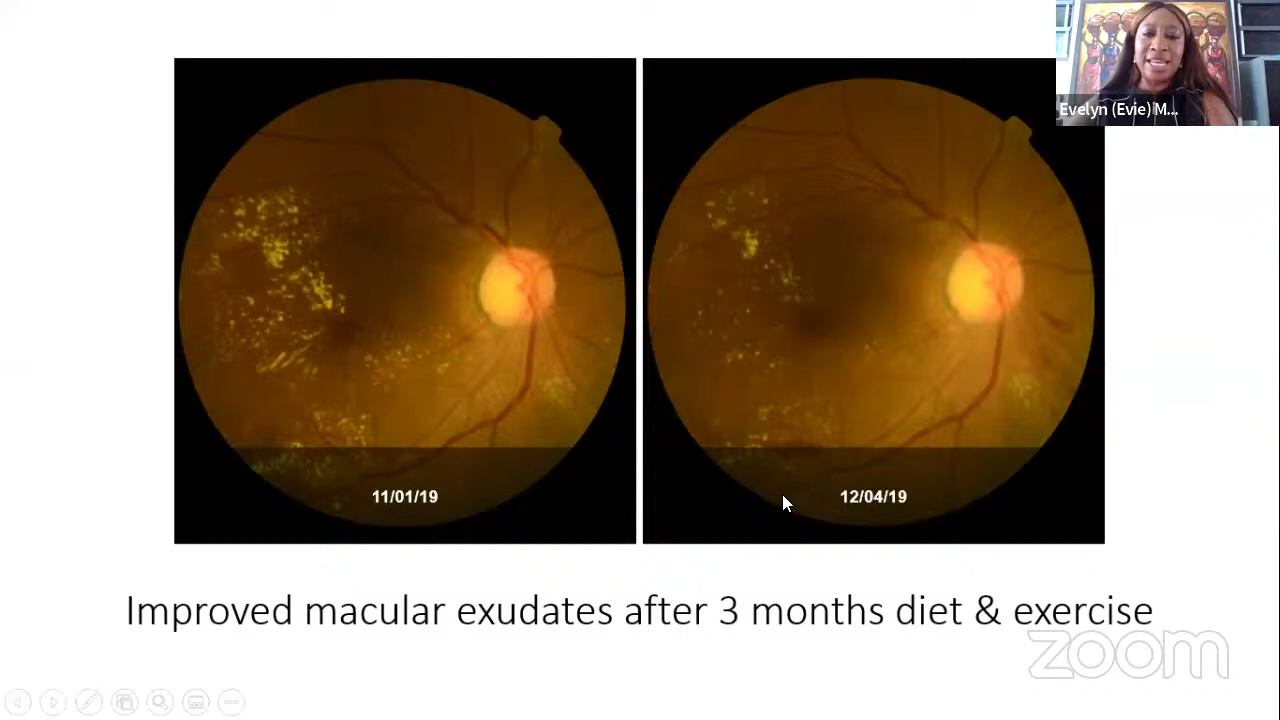 Evelyn (Evie) M...
11/01/19
12/04/19
Improved macular exudates after 3 months diet & exercise
zoom